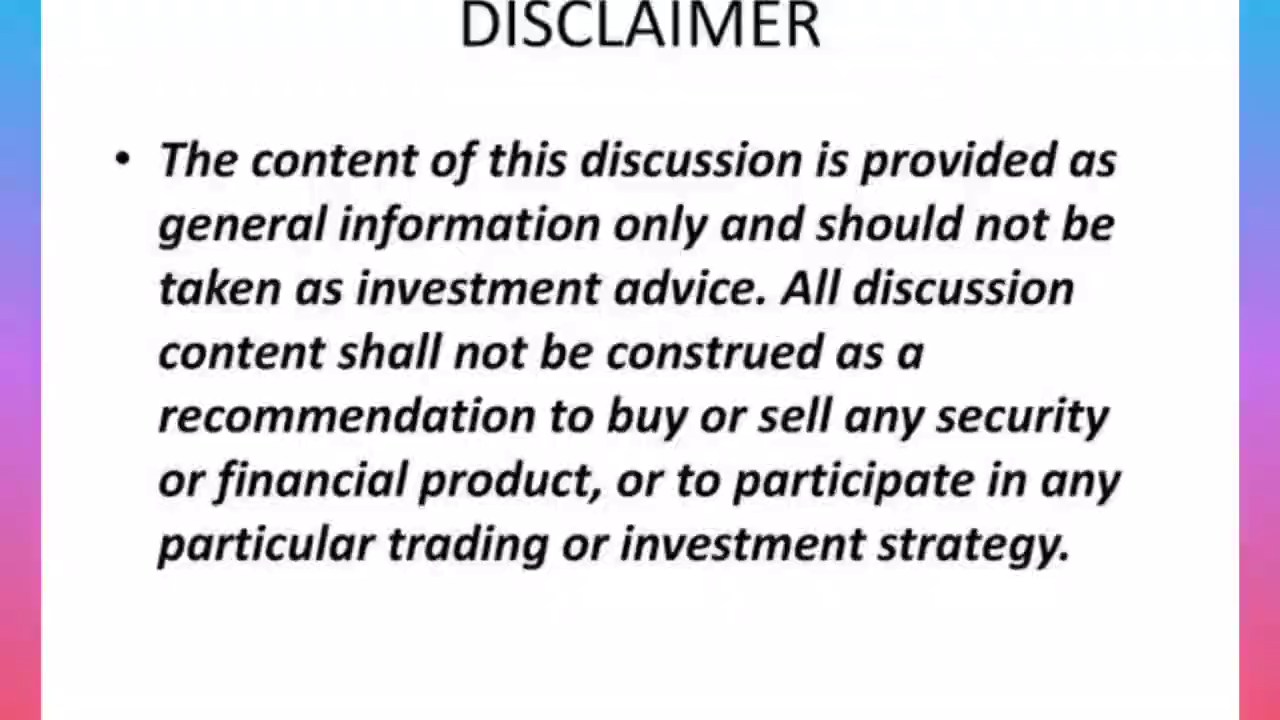 DISCLAIMER
• The content of this discussion is provided as
general information only and should not be
taken as investment advice. All discussion
content shall not be construed as a
recommendation to buy or sell any security
or financial product, or to participate in any
particular trading or investment strategy.